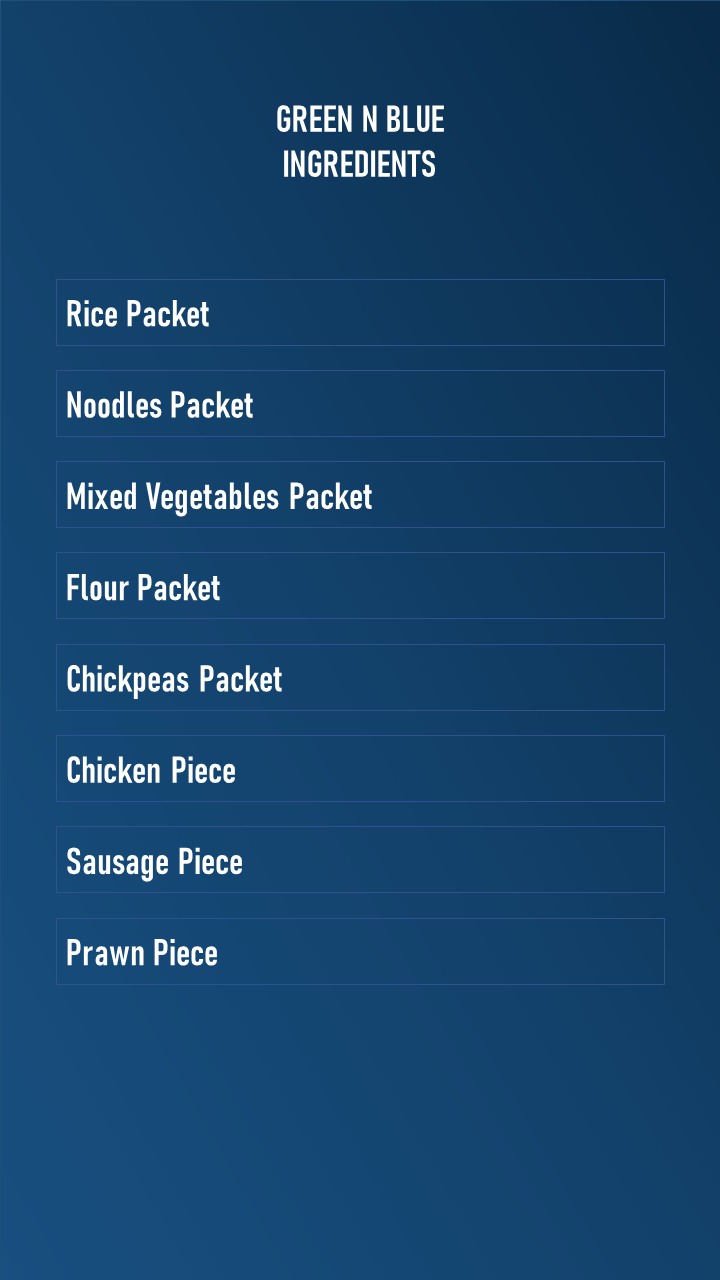 GREEN N BLUE
INGREDIENTS
Rice Packet
Noodles Packet
Mixed Vegetables Packet
Flour Packet
Chickpeas Packet
Chicken Piece
Sausage Piece
Prawn Piece